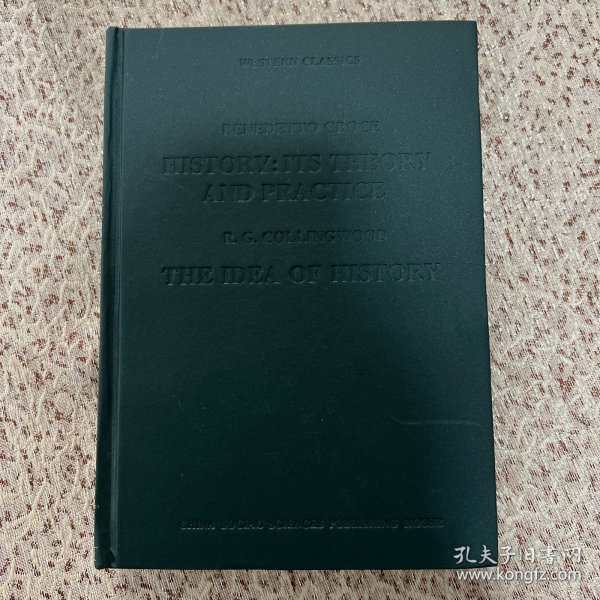 WESTERN CLASSICS
BENEDETTO CROCE
HISTORY: ITS THEORY
AND PRACTICE
R. G. COLLINGWOOD
THE IDEA OF HISTORY
CHINA SOCIAL SCIENCES PUBLISHING HOUSE
孔夫子旧书网
www.kongfz.com